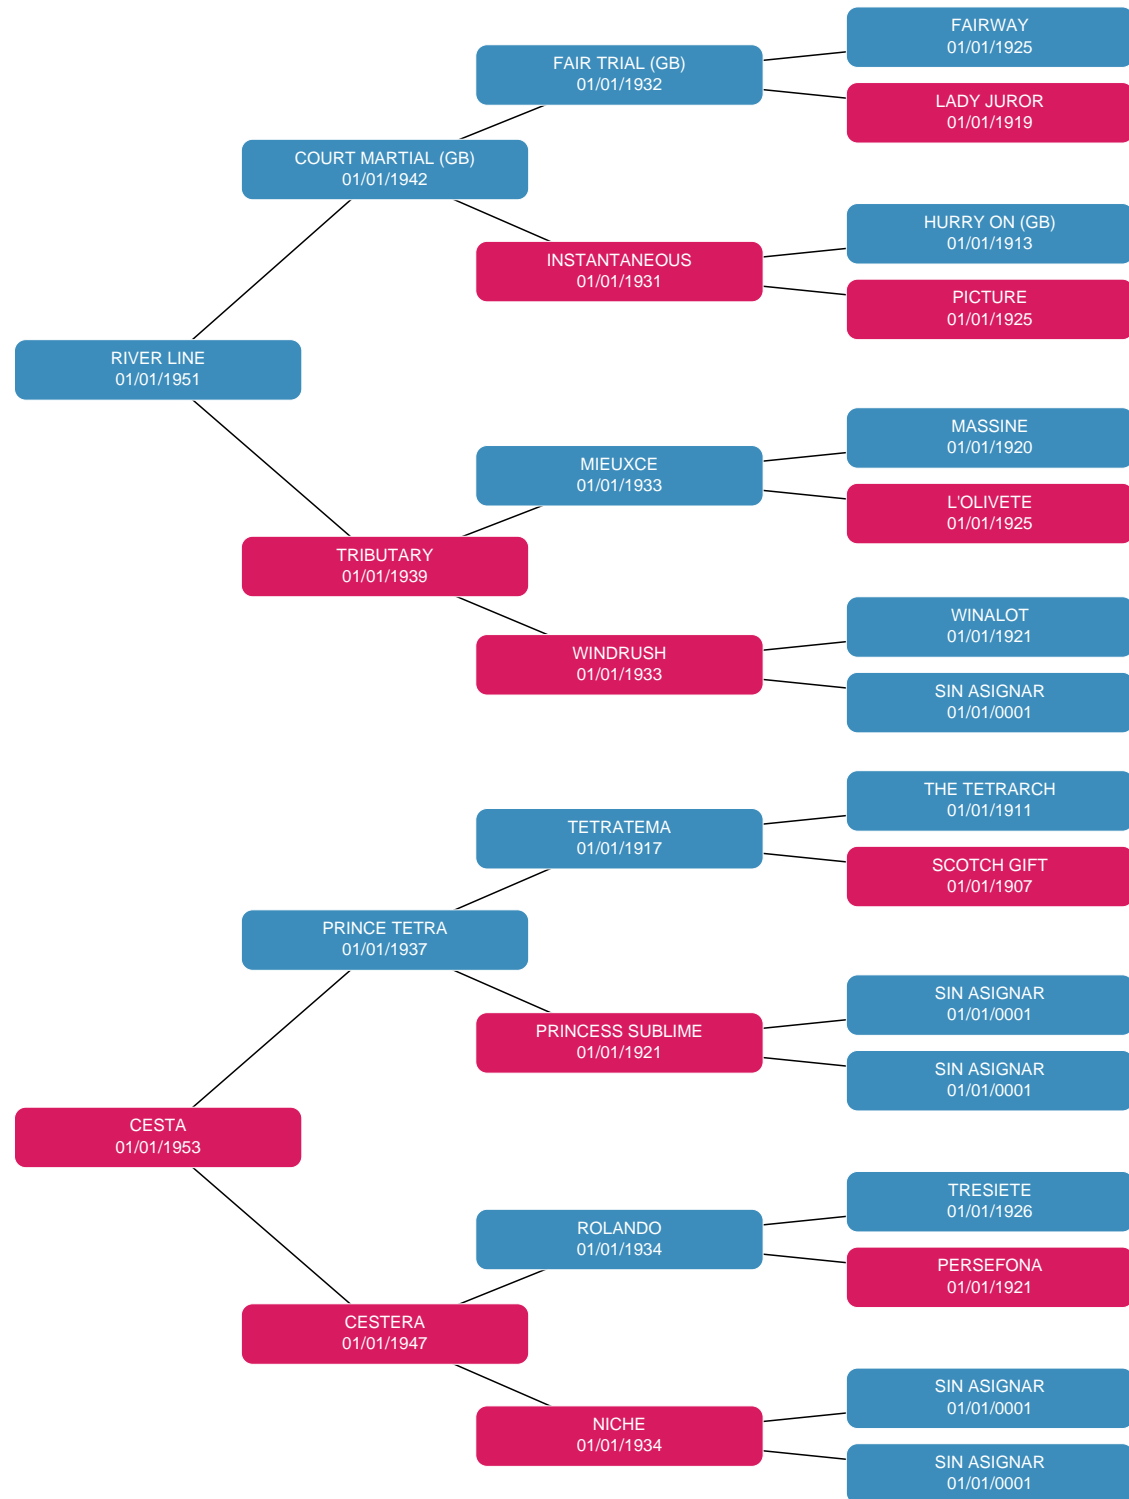 FAIRWAY
01/01/1925
FAIR TRIAL (GB)
01/01/1932
LADY JUROR
01/01/1919
COURT MARTIAL (GB)
01/01/1942
HURRY ON (GB)
01/01/1913
INSTANTANEOUS
01/01/1931
PICTURE
01/01/1925
RIVER LINE
01/01/1951
MASSINE
01/01/1920
MIEUXCE
01/01/1933
L'OLIVETE
01/01/1925
TRIBUTARY
01/01/1939
WINALOT
01/01/1921
WINDRUSH
01/01/1933
SIN ASIGNAR
01/01/0001
THE TETRARCH
01/01/1911
TETRATEMA
01/01/1917
SCOTCH GIFT
01/01/1907
PRINCE TETRA
01/01/1937
SIN ASIGNAR
01/01/0001
PRINCESS SUBLIME
01/01/1921
SIN ASIGNAR
01/01/0001
CESTA
01/01/1953
TRESIETE
01/01/1926
ROLANDO
01/01/1934
PERSEFONA
01/01/1921
CESTERA
01/01/1947
SIN ASIGNAR
01/01/0001
NICHE
01/01/1934
SIN ASIGNAR
01/01/0001